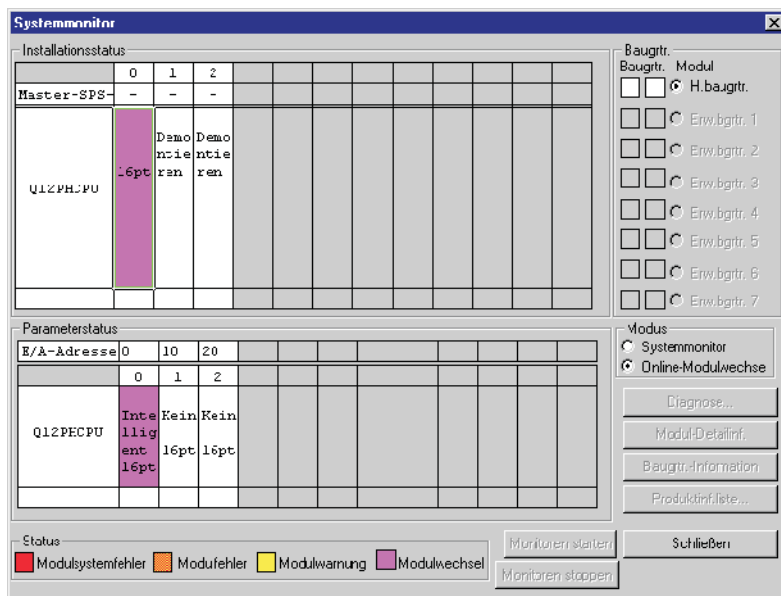 Systemmonitor
Installationsstatus
0 1 2
Master-SPS- - - -
16pt
Demo
ntie
ren
Demo
ntie
ren
Parameterstatus
E/A-Adresse 0 10 20
0 1 2
Q12PHCPU
Inte
llig
ent
16pt
Kein
16pt
Kein
16pt
Status
Modulsystemfehler Modufehler Modulwarnung Modulwechsel
Baugrtr.
Baugrtr. Modul
H.baugrtr.
Erw.bgrtr. 1
Erw.bgrtr. 2
Erw.bgrtr. 3
Erw.bgrtr. 4
Erw.bgrtr. 5
Erw.bgrtr. 6
Erw.bgrtr. 7
Modus
Systemmonitor
Online-Modulwechse
Diagnose...
Modul-Detailinf.
Baugrtr.-Information
Produktinf.liste...
Monitoren starten
Monitoren stoppen
Schließen